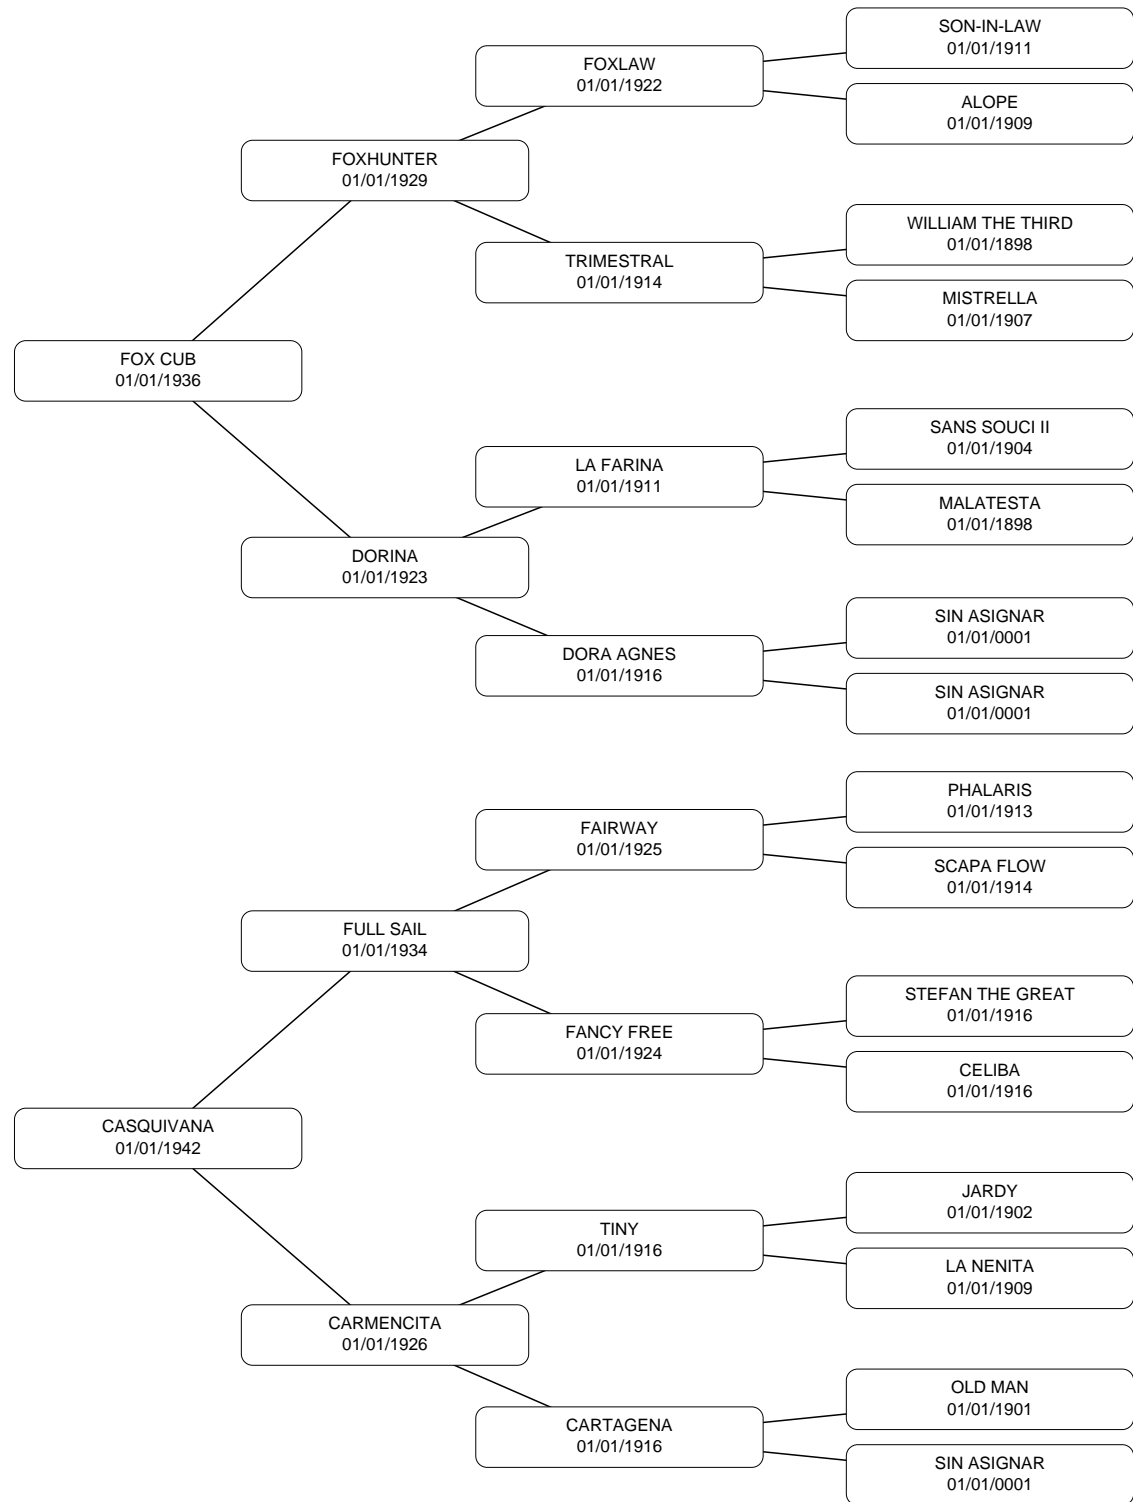 SON-IN-LAW
01/01/1911
FOXLAW
01/01/1922
ALOPE
01/01/1909
FOXHUNTER
01/01/1929
WILLIAM THE THIRD
01/01/1898
TRIMESTRAL
01/01/1914
MISTRELLA
01/01/1907
FOX CUB
01/01/1936
SANS SOUCI II
01/01/1904
LA FARINA
01/01/1911
MALATESTA
01/01/1898
DORINA
01/01/1923
SIN ASIGNAR
01/01/0001
DORA AGNES
01/01/1916
SIN ASIGNAR
01/01/0001
PHALARIS
01/01/1913
FAIRWAY
01/01/1925
SCAPA FLOW
01/01/1914
FULL SAIL
01/01/1934
STEFAN THE GREAT
01/01/1916
FANCY FREE
01/01/1924
CELIBA
01/01/1916
CASQUIVANA
01/01/1942
JARDY
01/01/1902
TINY
01/01/1916
LA NENITA
01/01/1909
CARMENCITA
01/01/1926
OLD MAN
01/01/1901
CARTAGENA
01/01/1916
SIN ASIGNAR
01/01/0001